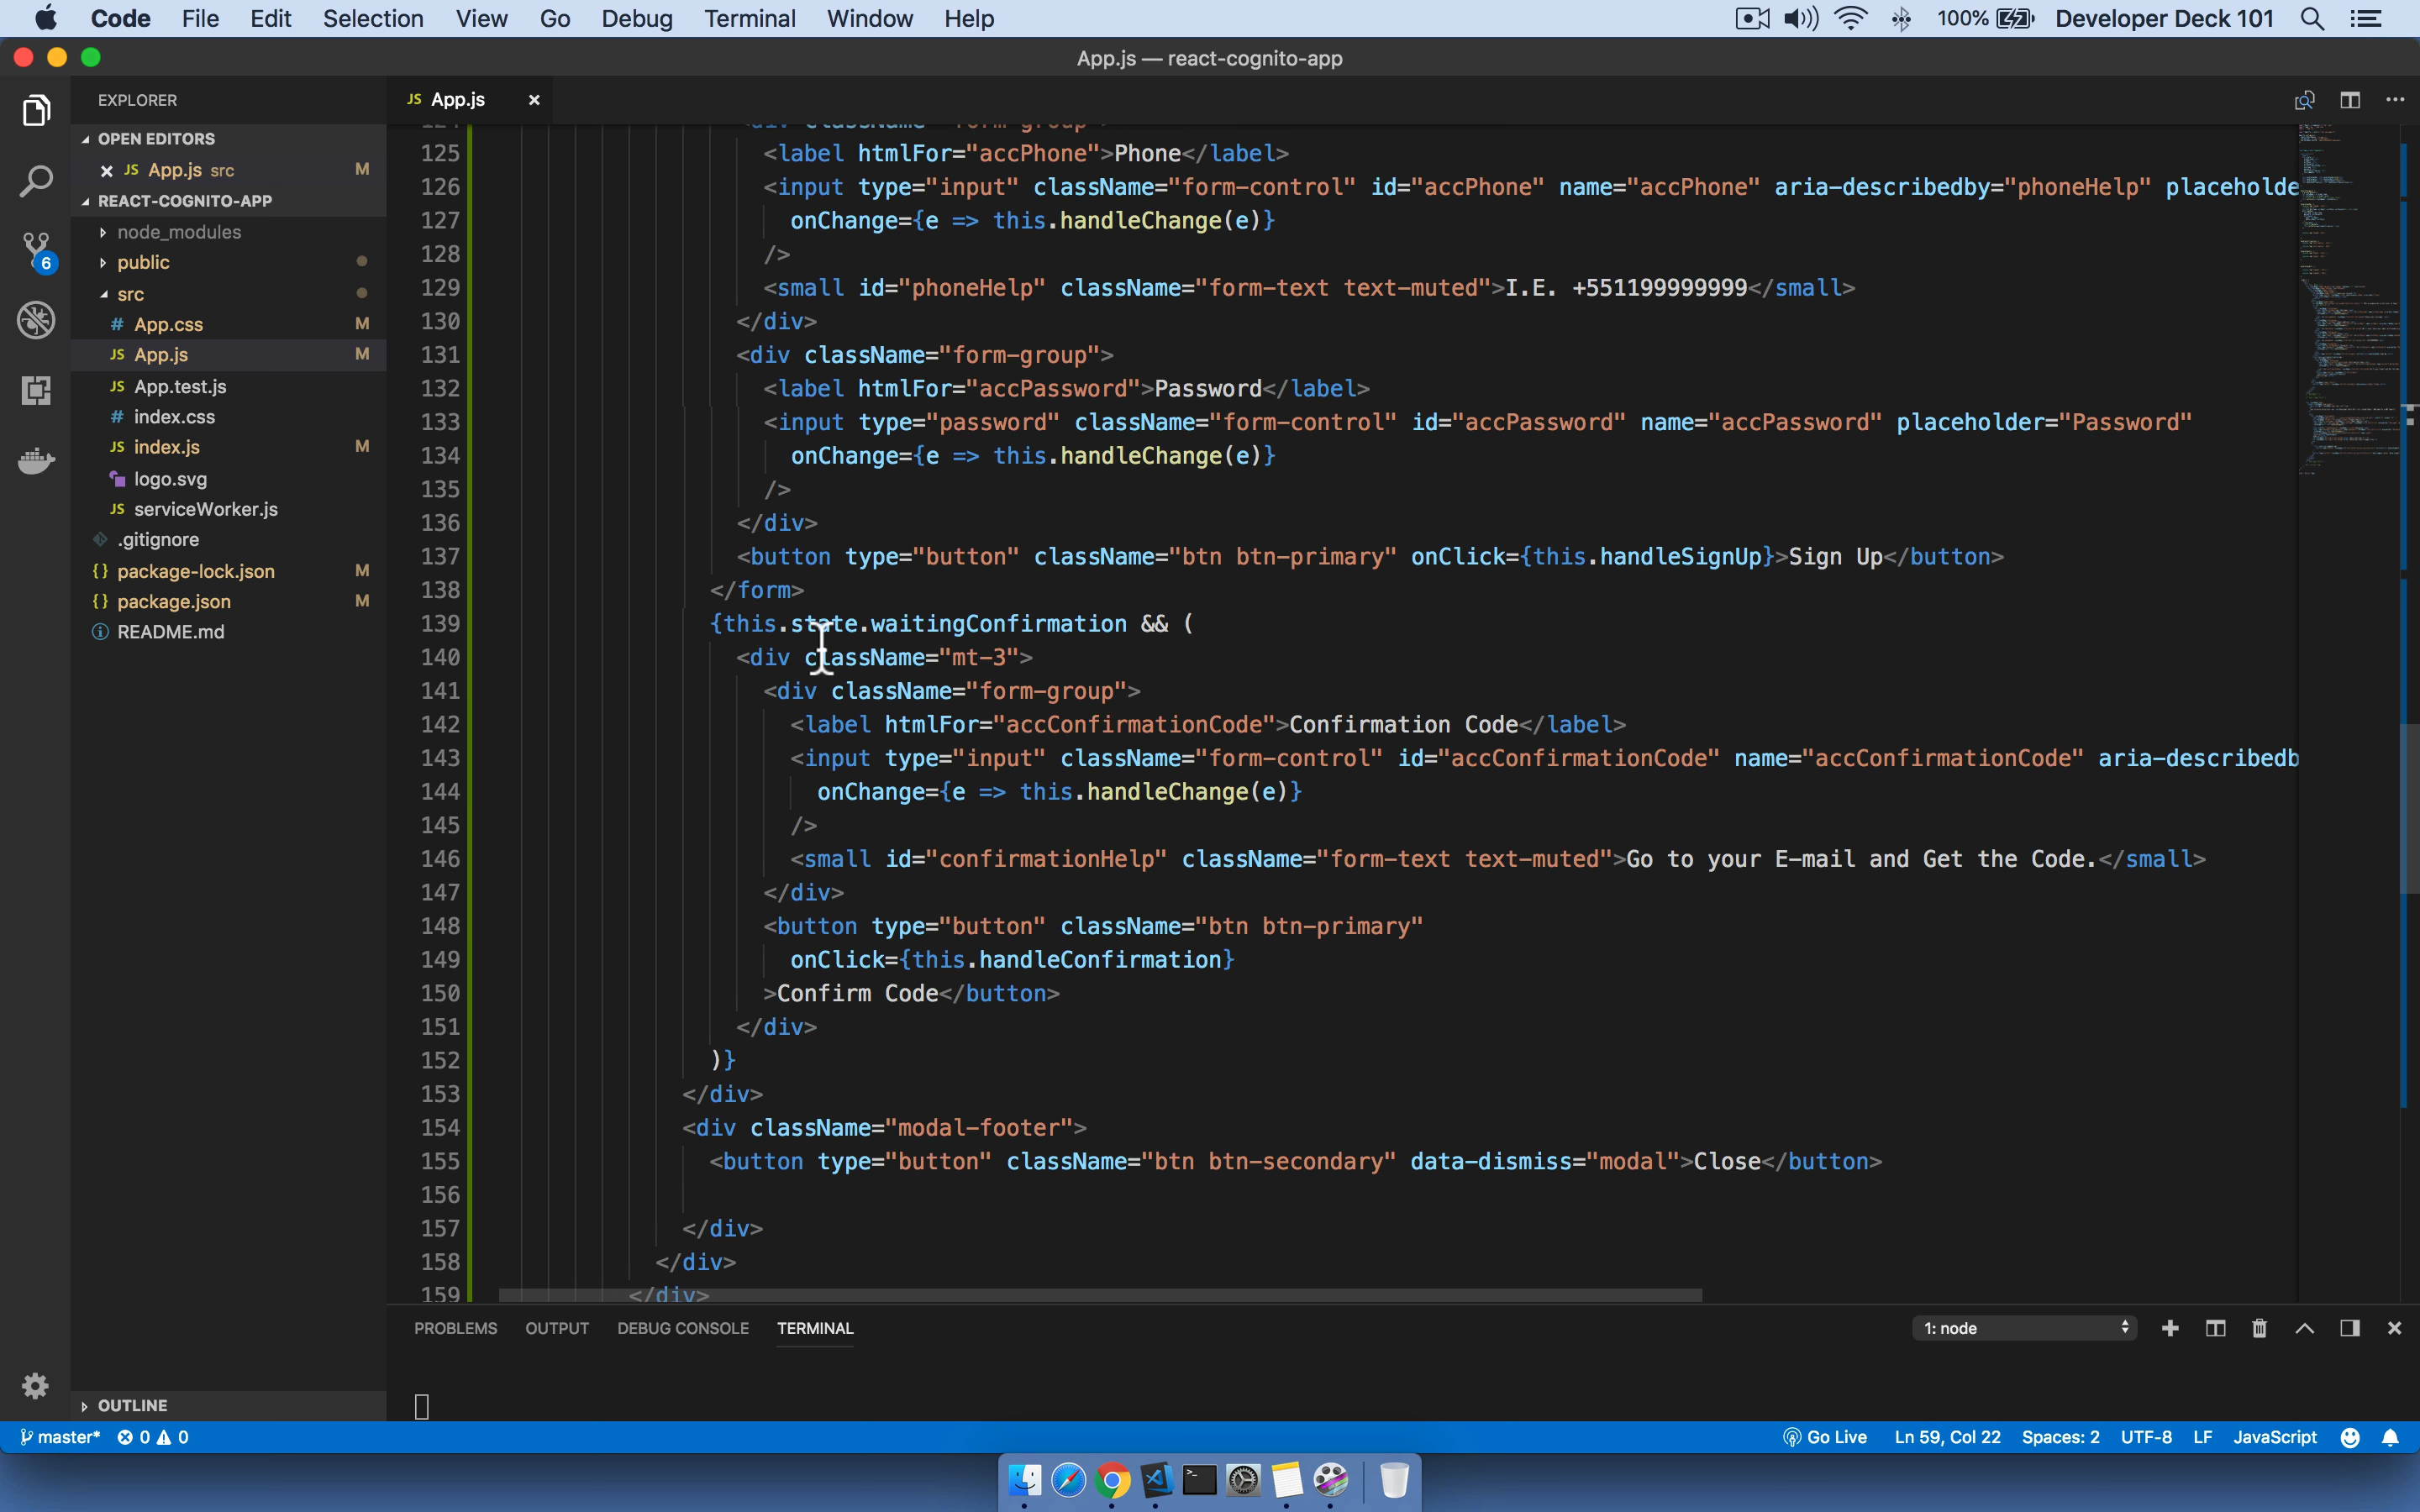 Code File Edit Selection View Go Debug Terminal Window Help 100% Developer Deck 101
App.js — react-cognito-app
EXPLORER
OPEN EDITORS
JS App.js src M
REACT-COGNITO-APP
node_modules
public
src
# App.css M
JS App.js M
JS App.test.js
# index.css
JS index.js M
logo.svg
JS serviceWorker.js
.gitignore
{} package-lock.json M
{} package.json M
README.md
OUTLINE
6
JS App.js
125 <label htmlFor="accPhone">Phone</label>
126 <input type="input" className="form-control" id="accPhone" name="accPhone" aria-describedby="phoneHelp" placeholde
127 onChange={e => this.handleChange(e)}
128 />
129 <small id="phoneHelp" className="form-text text-muted">I.E. +551199999999</small>
130 </div>
131 <div className="form-group">
132 <label htmlFor="accPassword">Password</label>
133 <input type="password" className="form-control" id="accPassword" name="accPassword" placeholder="Password"
134 onChange={e => this.handleChange(e)}
135 />
136 </div>
137 <button type="button" className="btn btn-primary" onClick={this.handleSignUp}>Sign Up</button>
138 </form>
139 {this.state.waitingConfirmation && (
140 <div className="mt-3">
141 <div className="form-group">
142 <label htmlFor="accConfirmationCode">Confirmation Code</label>
143 <input type="input" className="form-control" id="accConfirmationCode" name="accConfirmationCode" aria-describedb
144 onChange={e => this.handleChange(e)}
145 />
146 <small id="confirmationHelp" className="form-text text-muted">Go to your E-mail and Get the Code.</small>
147 </div>
148 <button type="button" className="btn btn-primary"
149 onClick={this.handleConfirmation}
150 >Confirm Code</button>
151 </div>
152 )}
153 </div>
154 <div className="modal-footer">
155 <button type="button" className="btn btn-secondary" data-dismiss="modal">Close</button>
156
157 </div>
158 </div>
159 </div>
PROBLEMS OUTPUT DEBUG CONSOLE TERMINAL 1: node
master* 0 0 Go Live Ln 59, Col 22 Spaces: 2 UTF-8 LF JavaScript